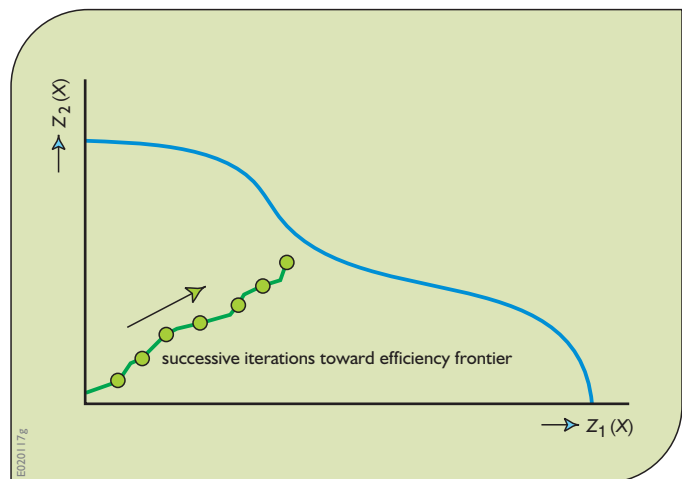 Z₂ (X)
successive iterations toward efficiency frontier
Z₁ (X)
E020117g